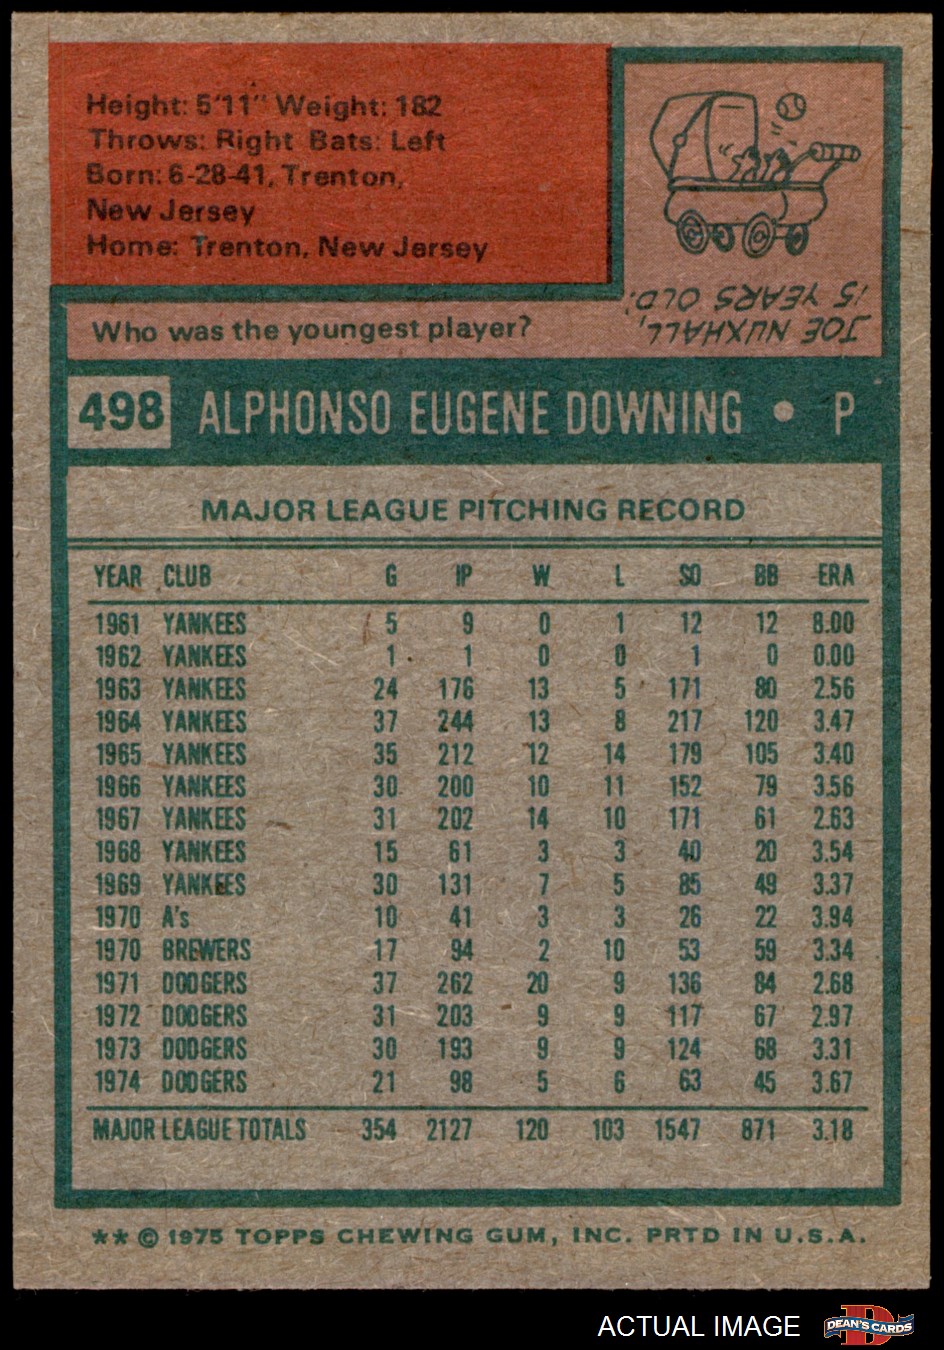 Height: 5'11" Weight: 182
Throws: Right Bats: Left
Born: 6-28-41, Trenton,
New Jersey
Home: Trenton, New Jersey
Who was the youngest player?
JOE NUXHALL,
15 YEARS OLD.
498 ALPHONSO EUGENE DOWNING • P
MAJOR LEAGUE PITCHING RECORD
YEAR CLUB G IP W L SO BB ERA
1961 YANKEES 5 9 0 1 12 12 8.00
1962 YANKEES 1 1 0 0 1 0 0.00
1963 YANKEES 24 176 13 5 171 80 2.56
1964 YANKEES 37 244 13 8 217 120 3.47
1965 YANKEES 35 212 12 14 179 105 3.40
1966 YANKEES 30 200 10 11 152 79 3.56
1967 YANKEES 31 202 14 10 171 61 2.63
1968 YANKEES 15 61 3 3 40 20 3.54
1969 YANKEES 30 131 7 5 85 49 3.37
1970 A's 10 41 3 3 26 22 3.94
1970 BREWERS 17 94 2 10 53 59 3.34
1971 DODGERS 37 262 20 9 136 84 2.68
1972 DODGERS 31 203 9 9 117 67 2.97
1973 DODGERS 30 193 9 9 124 68 3.31
1974 DODGERS 21 98 5 6 63 45 3.67
MAJOR LEAGUE TOTALS 354 2127 120 103 1547 871 3.18
** © 1975 TOPPS CHEWING GUM, INC. PRTD IN U.S.A.
ACTUAL IMAGE DEAN'S CARDS